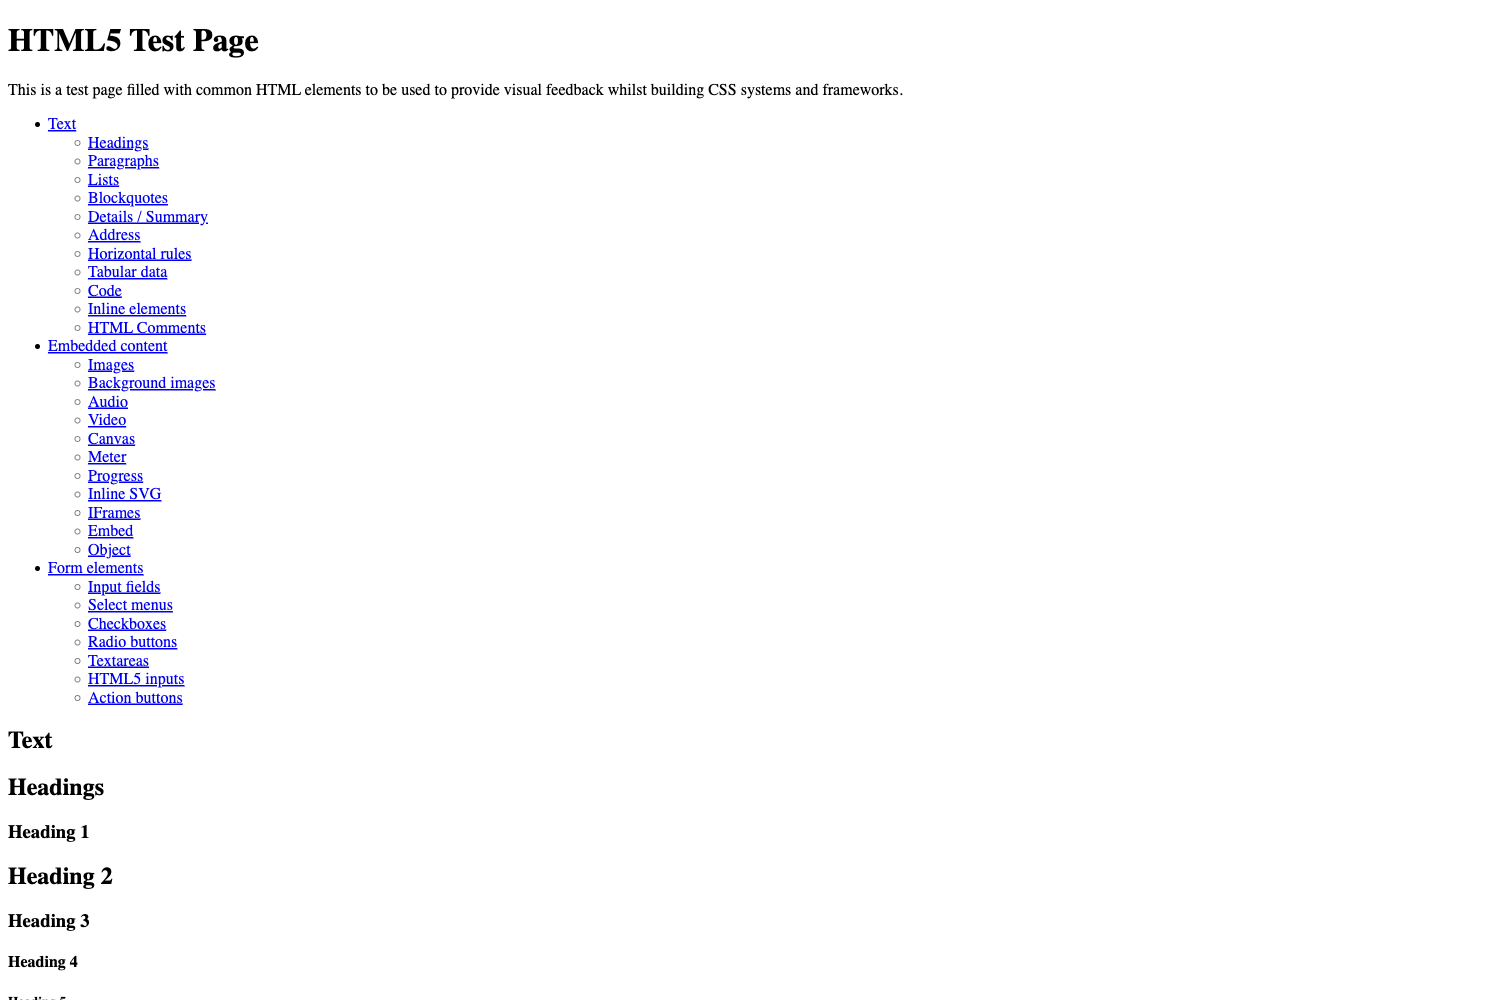 HTML5 Test Page
This is a test page filled with common HTML elements to be used to provide visual feedback whilst building CSS systems and frameworks.
Text
Headings
Paragraphs
Lists
Blockquotes
Details / Summary
Address
Horizontal rules
Tabular data
Code
Inline elements
HTML Comments
Embedded content
Images
Background images
Audio
Video
Canvas
Meter
Progress
Inline SVG
IFrames
Embed
Object
Form elements
Input fields
Select menus
Checkboxes
Radio buttons
Textareas
HTML5 inputs
Action buttons
Text
Headings
Heading 1
Heading 2
Heading 3
Heading 4